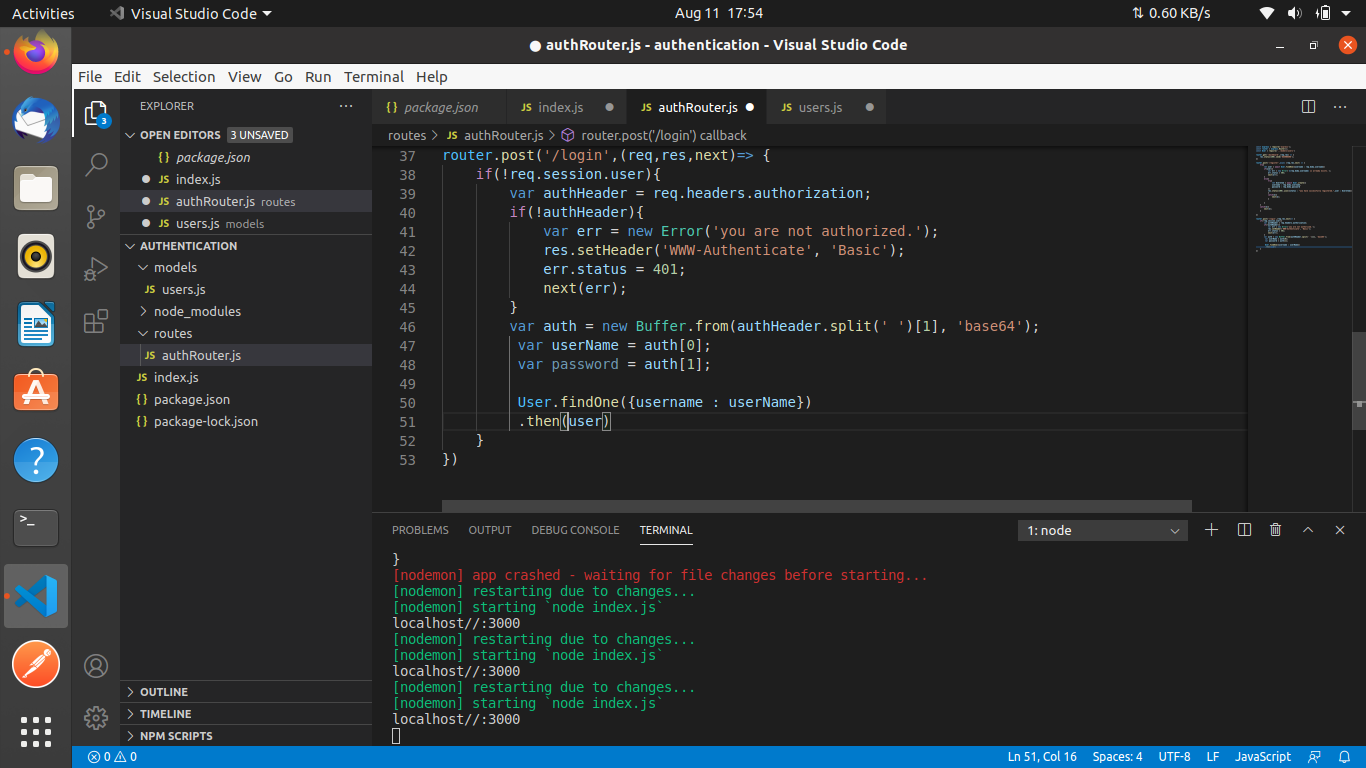 Activities
Visual Studio Code
Aug 11 17:54
0.60 KB/s
● authRouter.js - authentication - Visual Studio Code
File Edit Selection View Go Run Terminal Help
EXPLORER
OPEN EDITORS 3 UNSAVED
package.json
index.js
authRouter.js routes
users.js models
AUTHENTICATION
models
users.js
node_modules
routes
authRouter.js
index.js
package.json
package-lock.json
OUTLINE
TIMELINE
NPM SCRIPTS
3
package.json
index.js
authRouter.js
users.js
routes > authRouter.js > router.post('/login') callback
37 router.post('/login',(req,res,next)=> {
38 if(!req.session.user){
39 var authHeader = req.headers.authorization;
40 if(!authHeader){
41 var err = new Error('you are not authorized.');
42 res.setHeader('WWW-Authenticate', 'Basic');
43 err.status = 401;
44 next(err);
45 }
46 var auth = new Buffer.from(authHeader.split(' ')[1], 'base64');
47 var userName = auth[0];
48 var password = auth[1];
49
50 User.findOne({username : userName})
51 .then(user)
52 }
53 })
PROBLEMS OUTPUT DEBUG CONSOLE TERMINAL
1: node
}
[nodemon] app crashed - waiting for file changes before starting...
[nodemon] restarting due to changes...
[nodemon] starting `node index.js`
localhost//:3000
[nodemon] restarting due to changes...
[nodemon] starting `node index.js`
localhost//:3000
[nodemon] restarting due to changes...
[nodemon] starting `node index.js`
localhost//:3000
0 0
Ln 51, Col 16 Spaces: 4 UTF-8 LF JavaScript